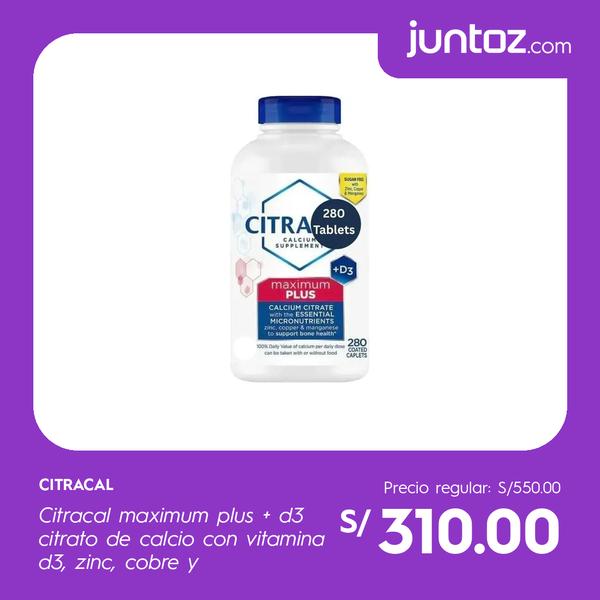 juntoz.com
SUGAR FREE
with
Zinc, Copper
& Manganese
CITRA
280
Tablets
CALCIUM
SUPPLEMENT
+D3
maximum
PLUS
CALCIUM CITRATE
with the ESSENTIAL
MICRONUTRIENTS
zinc, copper & manganese
to support bone health*
100% Daily Value of calcium per daily dose
can be taken with or without food
280
COATED
CAPLETS
CITRACAL
Citracal maximum plus + d3
citrato de calcio con vitamina
d3, zinc, cobre y
Precio regular: S/550.00
S/ 310.00